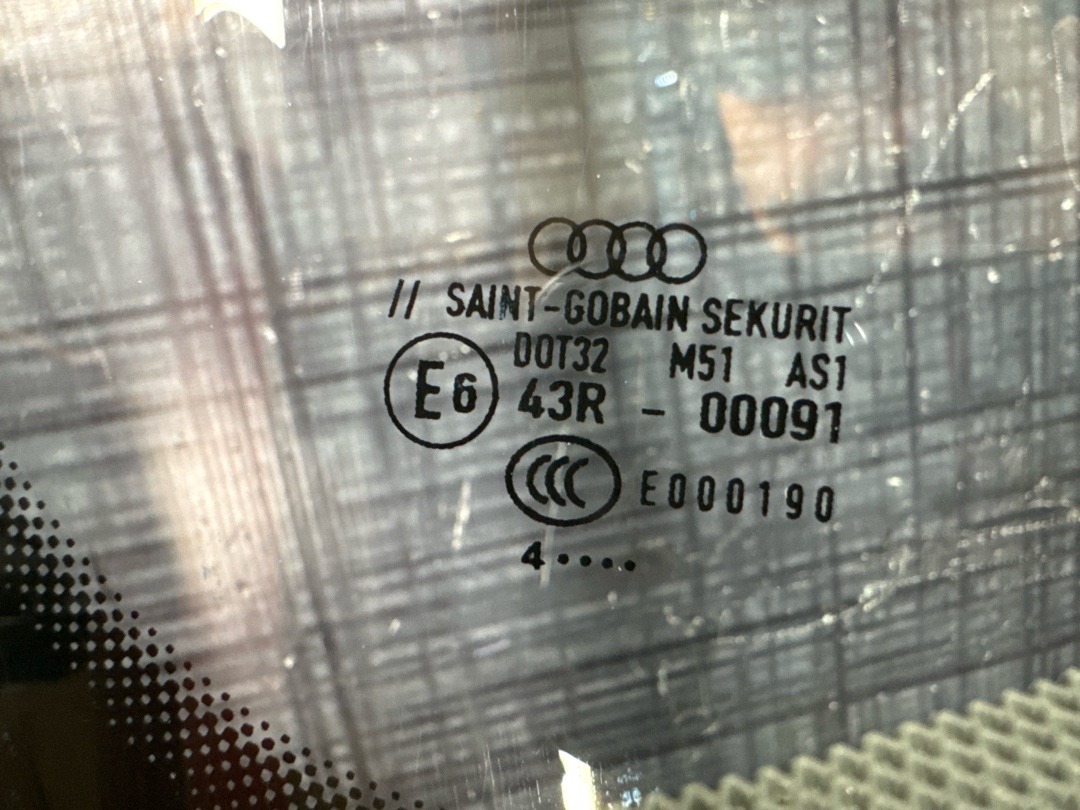 // SAINT-GOBAIN SEKURIT
DOT32 M51 AS1
E6 43R - 00091
CCC E000190
4....